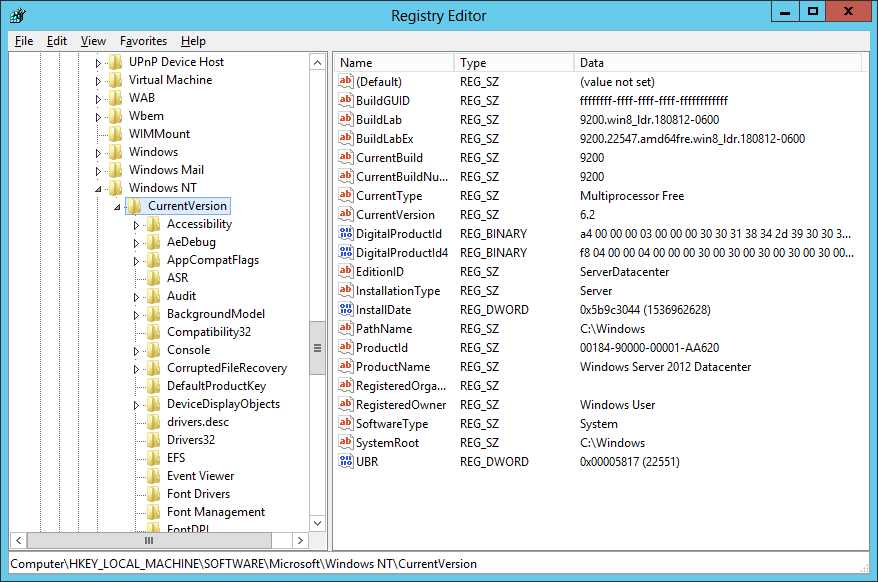 Registry Editor
File Edit View Favorites Help
UPnP Device Host
Virtual Machine
WAB
Wbem
WIMMount
Windows
Windows Mail
Windows NT
CurrentVersion
Accessibility
AeDebug
AppCompatFlags
ASR
Audit
BackgroundModel
Compatibility32
Console
CorruptedFileRecovery
DefaultProductKey
DeviceDisplayObjects
drivers.desc
Drivers32
EFS
Event Viewer
Font Drivers
Font Management
FontDPI
Name Type Data
(Default) REG_SZ (value not set)
BuildGUID REG_SZ ffffffff-ffff-ffff-ffff-ffffffffffff
BuildLab REG_SZ 9200.win8_ldr.180812-0600
BuildLabEx REG_SZ 9200.22547.amd64fre.win8_ldr.180812-0600
CurrentBuild REG_SZ 9200
CurrentBuildNu... REG_SZ 9200
CurrentType REG_SZ Multiprocessor Free
CurrentVersion REG_SZ 6.2
DigitalProductId REG_BINARY a4 00 00 00 03 00 00 00 30 30 31 38 34 2d 39 30 30 3...
DigitalProductId4 REG_BINARY f8 04 00 00 04 00 00 00 30 00 30 00 30 00 30 00 30 00...
EditionID REG_SZ ServerDatacenter
InstallationType REG_SZ Server
InstallDate REG_DWORD 0x5b9c3044 (1536962628)
PathName REG_SZ C:\Windows
ProductId REG_SZ 00184-90000-00001-AA620
ProductName REG_SZ Windows Server 2012 Datacenter
RegisteredOrga... REG_SZ
RegisteredOwner REG_SZ Windows User
SoftwareType REG_SZ System
SystemRoot REG_SZ C:\Windows
UBR REG_DWORD 0x00005817 (22551)
Computer\HKEY_LOCAL_MACHINE\SOFTWARE\Microsoft\Windows NT\CurrentVersion